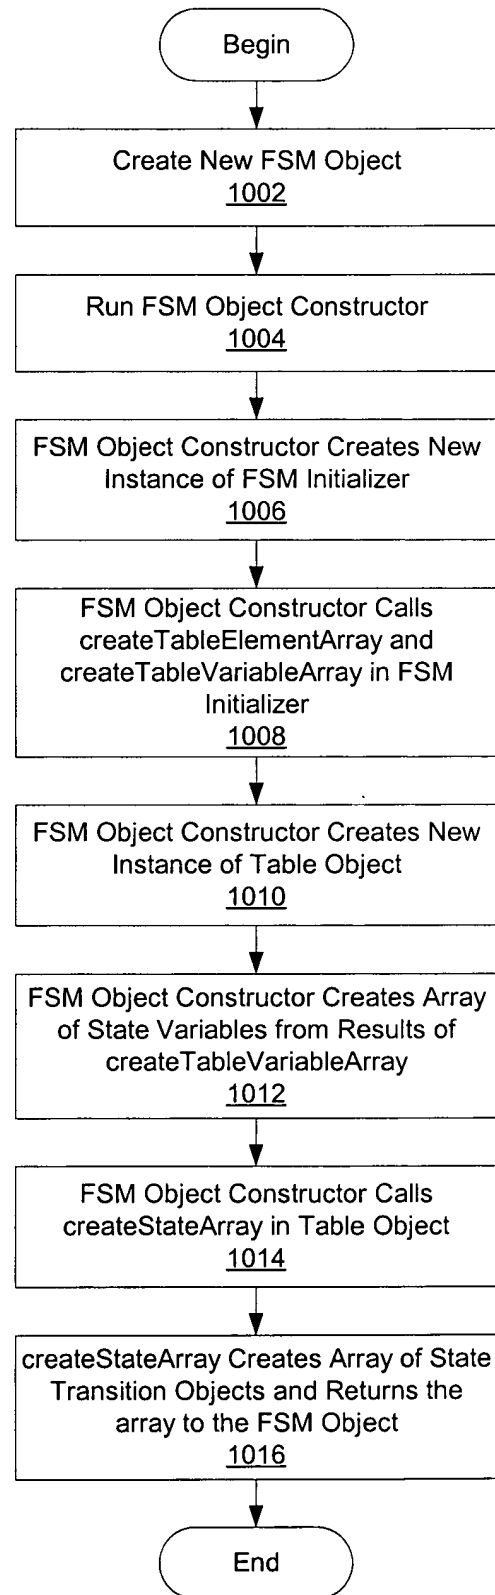 Begin
Create New FSM Object
1002
Run FSM Object Constructor
1004
FSM Object Constructor Creates New
Instance of FSM Initializer
1006
FSM Object Constructor Calls
createTableElementArray and
createTableVariableArray in FSM
Initializer
1008
FSM Object Constructor Creates New
Instance of Table Object
1010
FSM Object Constructor Creates Array
of State Variables from Results of
createTableVariableArray
1012
FSM Object Constructor Calls
createStateArray in Table Object
1014
createStateArray Creates Array of State
Transition Objects and Returns the
array to the FSM Object
1016
End